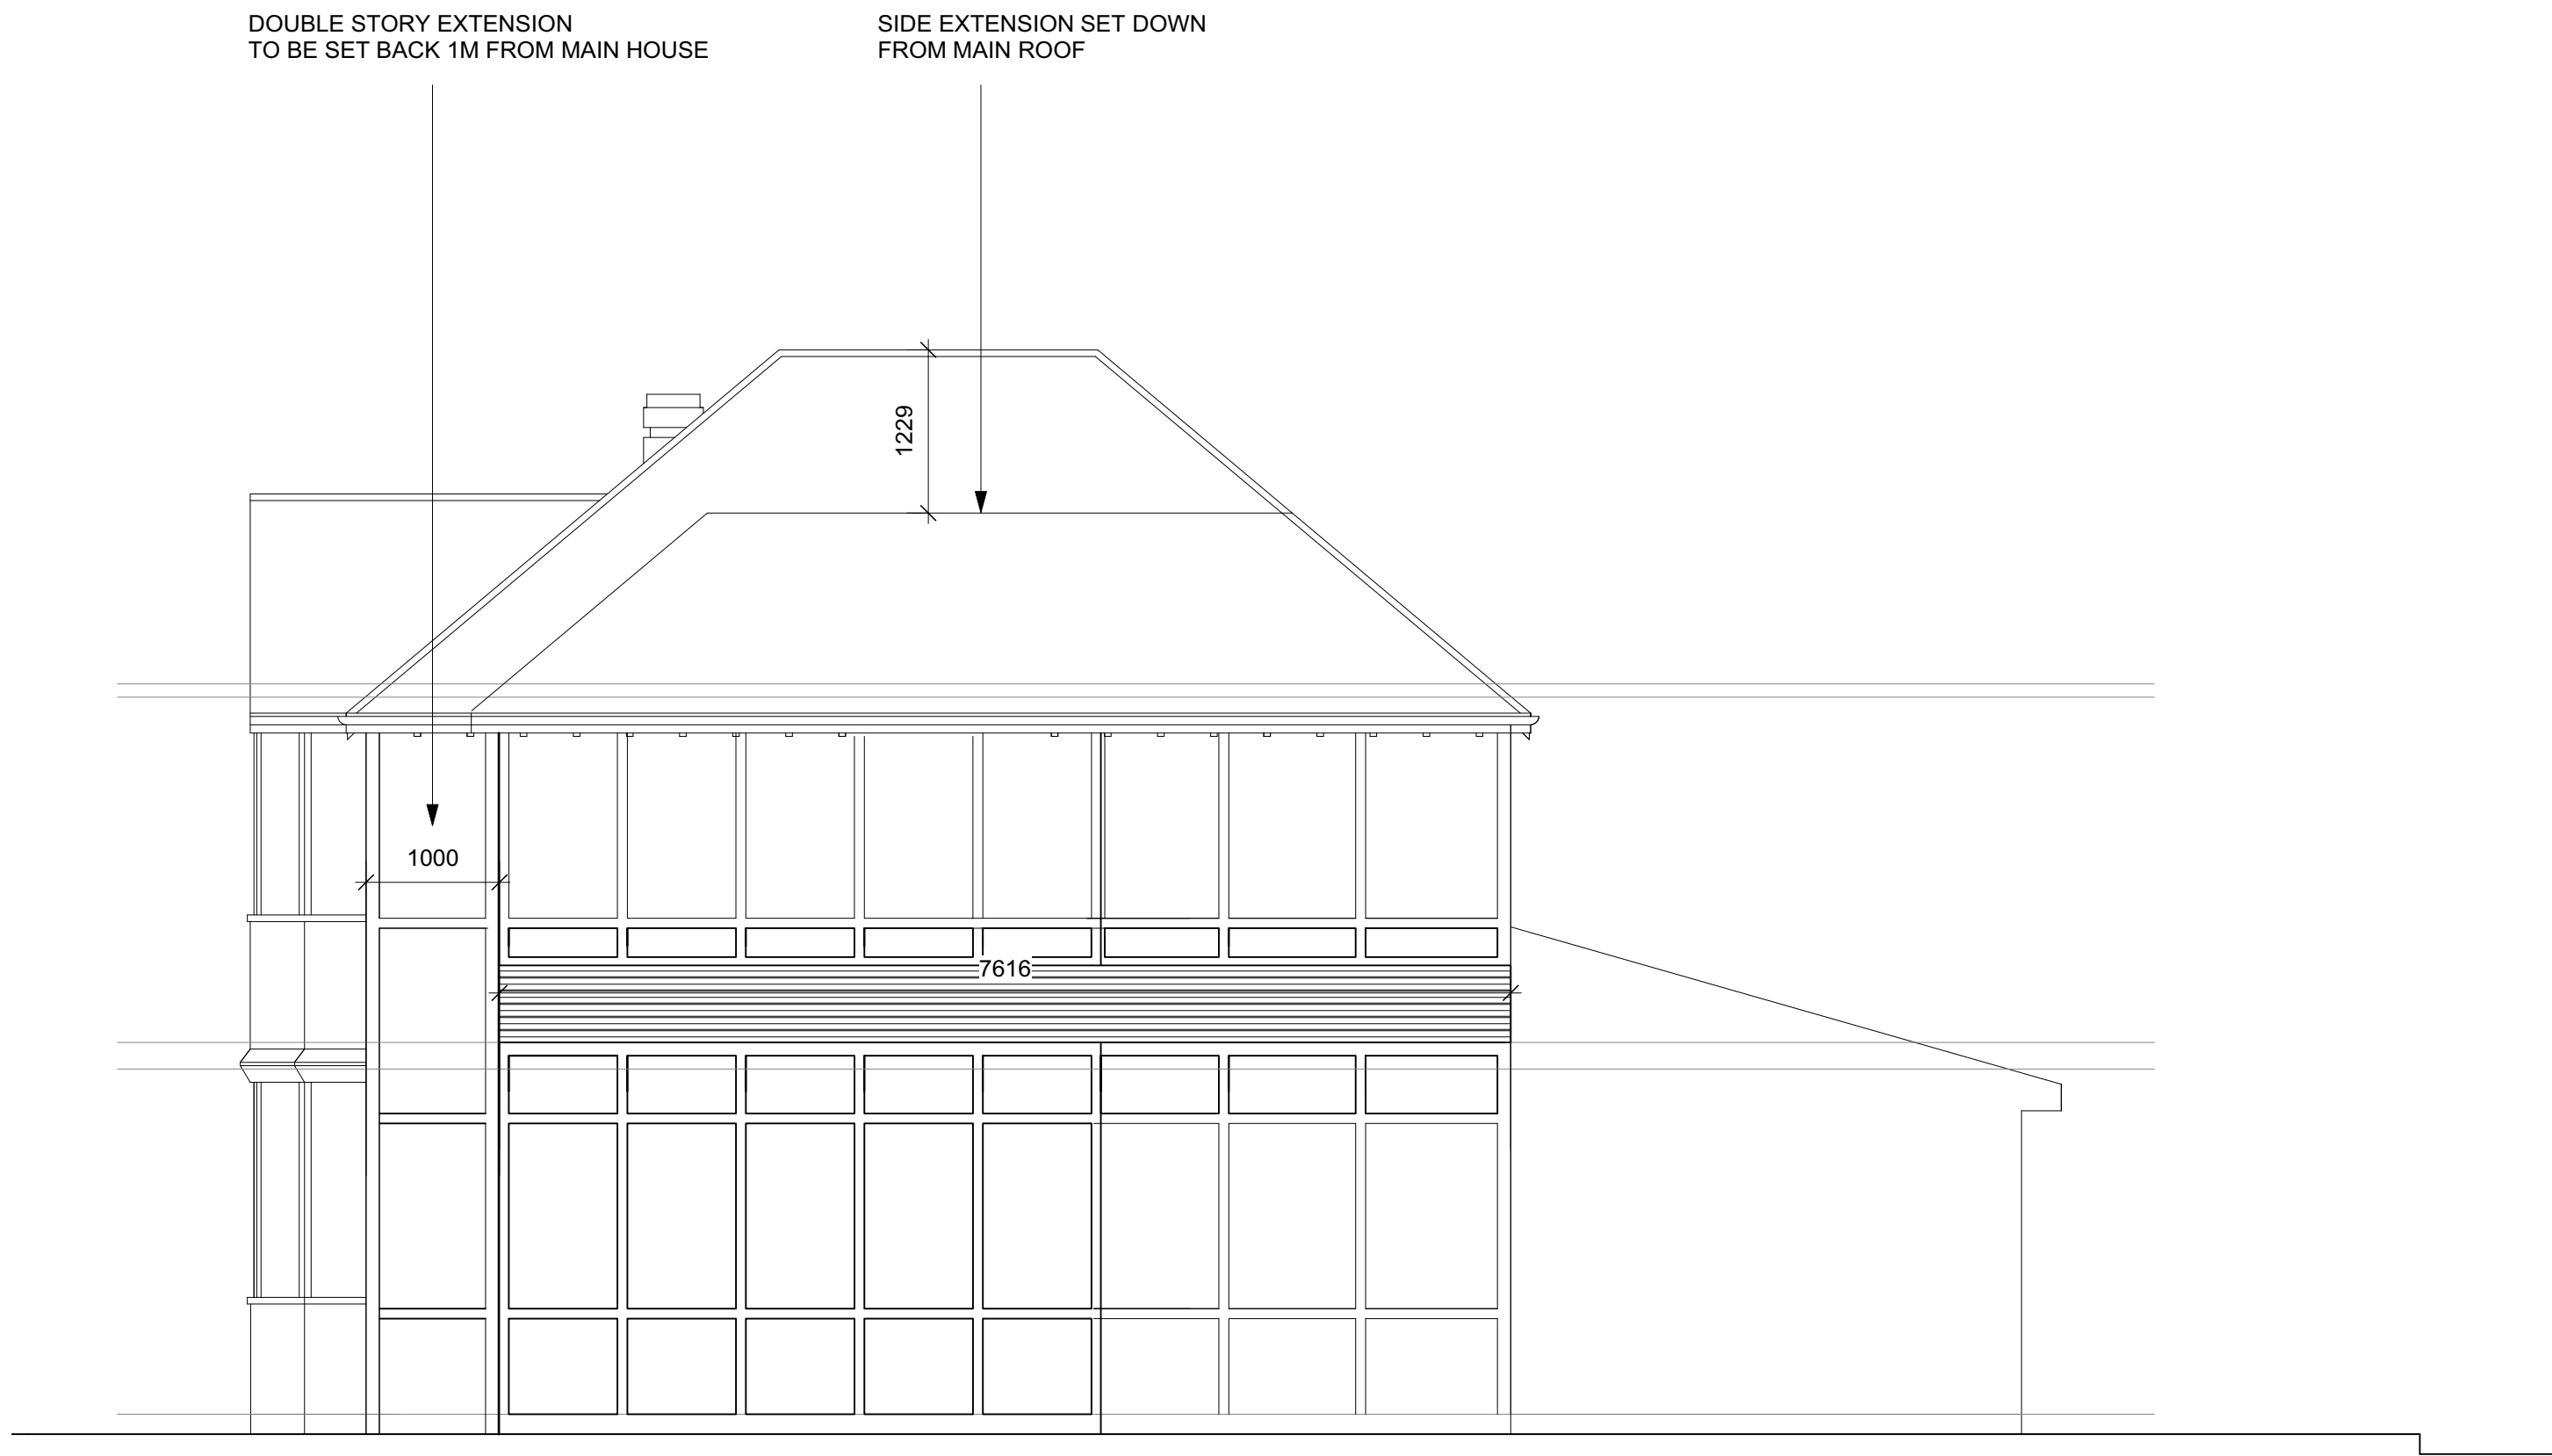 DOUBLE STORY EXTENSION
TO BE SET BACK 1M FROM MAIN HOUSE
SIDE EXTENSION SET DOWN
FROM MAIN ROOF
1229
1000
7616